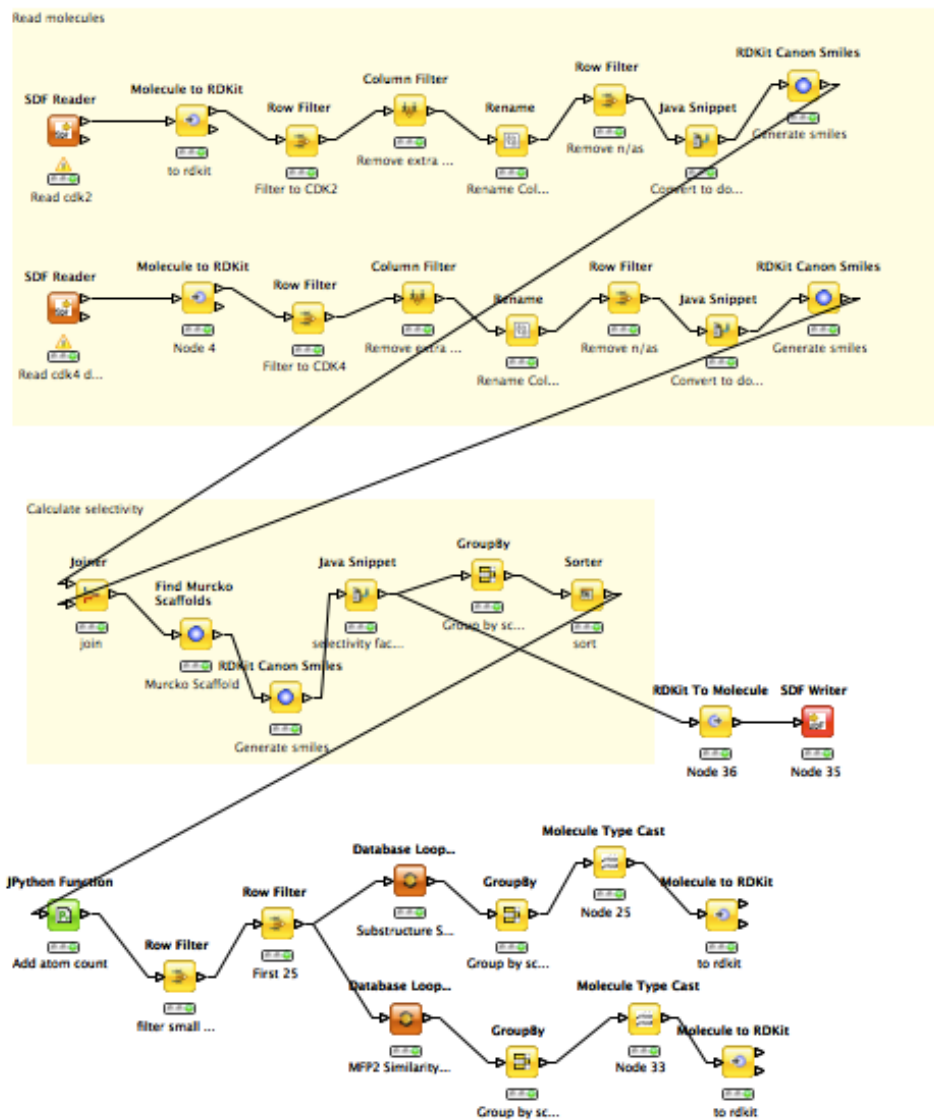 Read molecules
RDKit Canon Smiles
Row Filter
Column Filter
Molecule to RDKit
SDF Reader
Row Filter
Rename
Java Snippet
Generate smiles
Remove n/as
Remove extra ...
to rdkit
Filter to CDK2
Rename Col...
Convert to do...
Read cdk2
SDF Reader
Molecule to RDKit
Row Filter
Column Filter
Rename
Row Filter
Java Snippet
RDKit Canon Smiles
Node 4
Remove extra ...
Remove n/as
Generate smiles
Read cdk4 d...
Filter to CDK4
Rename Col...
Convert to do...
Calculate selectivity
Joiner
Find Murcko
Scaffolds
Java Snippet
GroupBy
Sorter
join
Murcko Scaffold
RDKit Canon Smiles
selectivity fac...
Group by sc...
sort
Generate smiles
RDKit To Molecule
SDF Writer
Node 36
Node 35
JPython Function
Row Filter
Row Filter
Database Loop...
GroupBy
Molecule Type Cast
Molecule to RDKit
Add atom count
filter small ...
First 25
Substructure S...
Group by sc...
Node 25
to rdkit
Database Loop...
GroupBy
Molecule Type Cast
Molecule to RDKit
MFP2 Similarity...
Group by sc...
Node 33
to rdkit